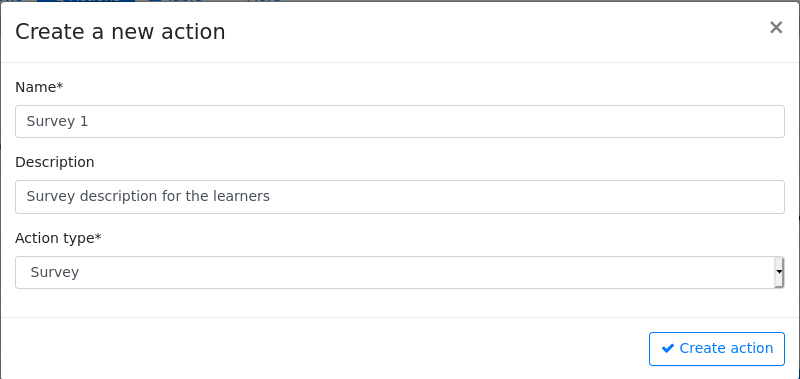 Create a new action
×
Name*
Survey 1
Description
Survey description for the learners
Action type*
Survey
Create action